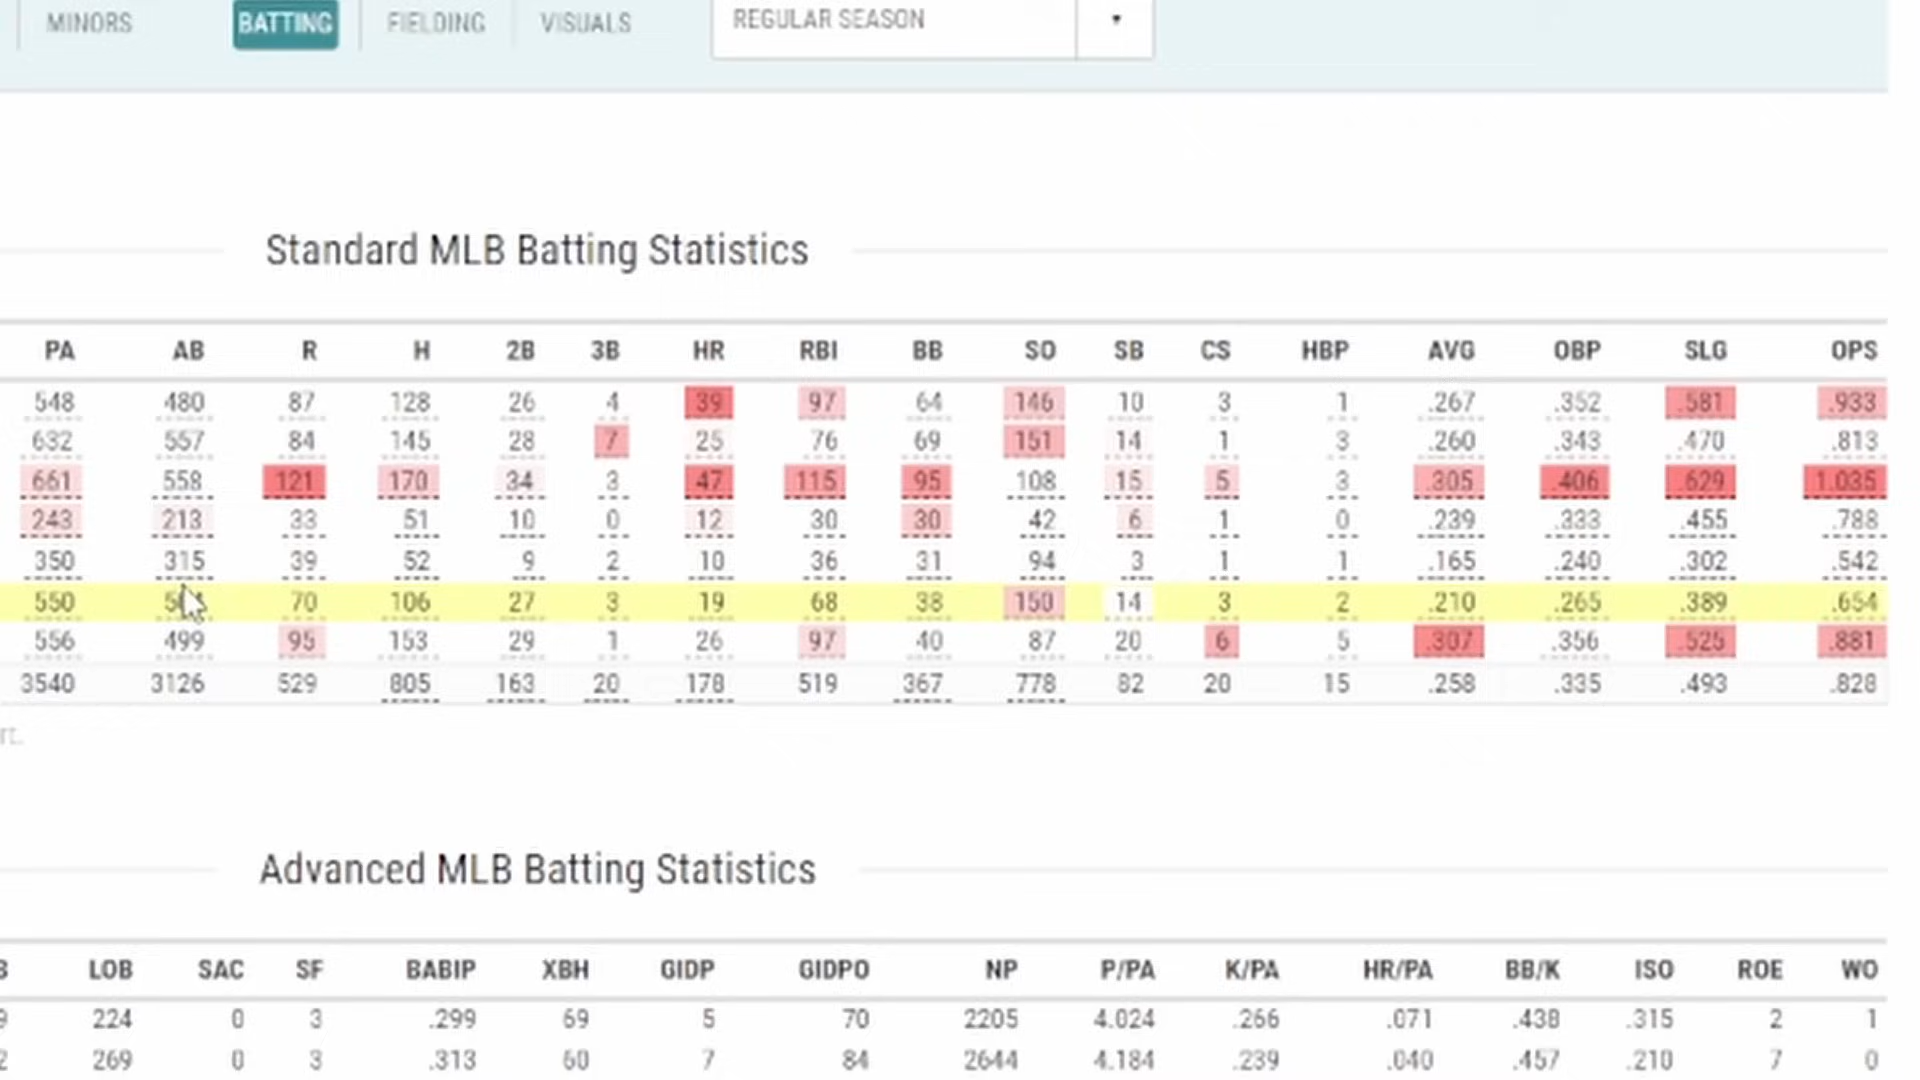 MINORS BATTING FIELDING VISUALS REGULAR SEASON
Standard MLB Batting Statistics
PA AB R H 2B 3B HR RBI BB SO SB CS HBP AVG OBP SLG OPS
548 480 87 128 26 4 39 97 64 146 10 3 1 .267 .352 .581 .933
632 557 84 145 28 7 25 76 69 151 14 1 3 .260 .343 .470 .813
661 558 121 170 34 3 47 115 95 108 15 5 3 .305 .406 .629 1.035
243 213 33 51 10 0 12 30 30 42 6 1 0 .239 .333 .455 .788
350 315 39 52 9 2 10 36 31 94 3 1 1 .165 .240 .302 .542
550 70 106 27 3 19 68 38 150 14 3 2 .210 .265 .389 .654
556 499 95 153 29 1 26 97 40 87 20 6 5 .307 .356 .525 .881
3540 3126 529 805 163 20 178 519 367 778 82 20 15 .258 .335 .493 .828
rt.
Advanced MLB Batting Statistics
LOB SAC SF BABIP XBH GIDP GIDPO NP P/PA K/PA HR/PA BB/K ISO ROE WO
9 224 0 3 .299 69 5 70 2205 4.024 .266 .071 .438 .315 2 1
2 269 0 3 .313 60 7 84 2644 4.184 .239 .040 .457 .210 7 0